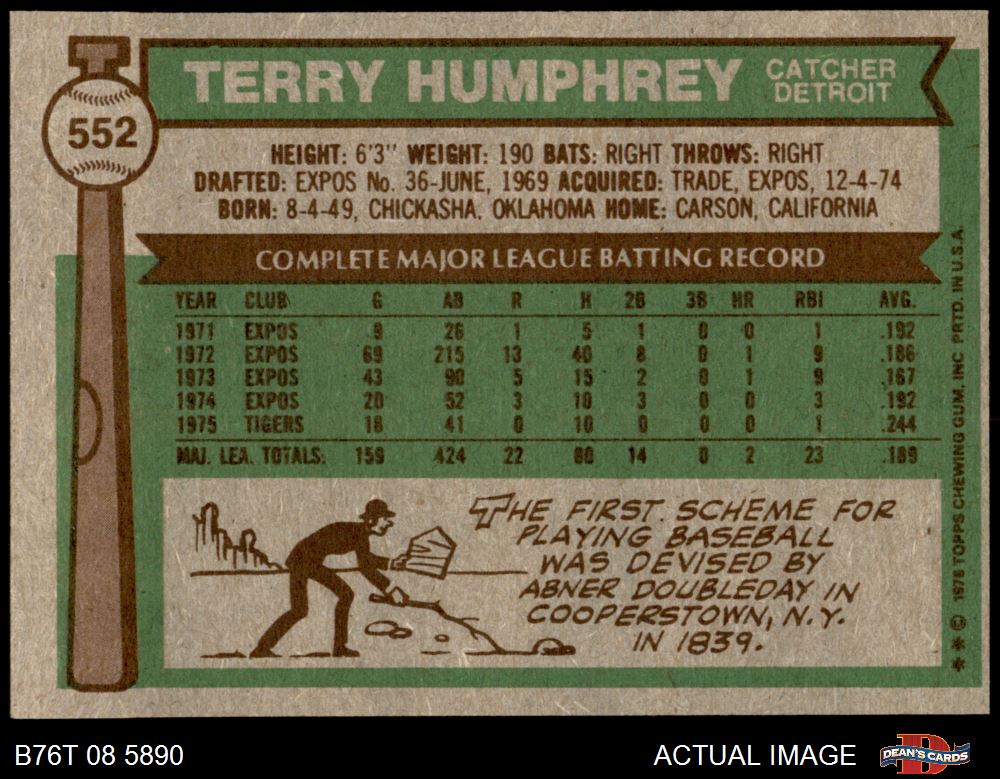 TERRY HUMPHREY
CATCHER
DETROIT
552
HEIGHT: 6'3" WEIGHT: 190 BATS: RIGHT THROWS: RIGHT
DRAFTED: EXPOS No. 36-JUNE, 1969 ACQUIRED: TRADE, EXPOS, 12-4-74
BORN: 8-4-49, CHICKASHA, OKLAHOMA HOME: CARSON, CALIFORNIA
COMPLETE MAJOR LEAGUE BATTING RECORD
YEAR CLUB G AB R H 2B 3B HR RBI AVG.
1971 EXPOS 9 26 1 5 1 0 0 1 .192
1972 EXPOS 69 215 13 40 8 0 1 9 .186
1973 EXPOS 43 90 5 15 2 0 1 9 .167
1974 EXPOS 20 52 3 10 3 0 0 3 .192
1975 TIGERS 18 41 0 10 0 0 0 1 .244
MAJ. LEA. TOTALS: 159 424 22 80 14 0 2 23 .189
THE FIRST SCHEME FOR
PLAYING BASEBALL
WAS DEVISED BY
ABNER DOUBLEDAY IN
COOPERSTOWN, N.Y.
IN 1839.
* * © 1976 TOPPS CHEWING GUM, INC. PRTD. IN U.S.A.
B76T 08 5890
ACTUAL IMAGE
DEAN'S CARDS